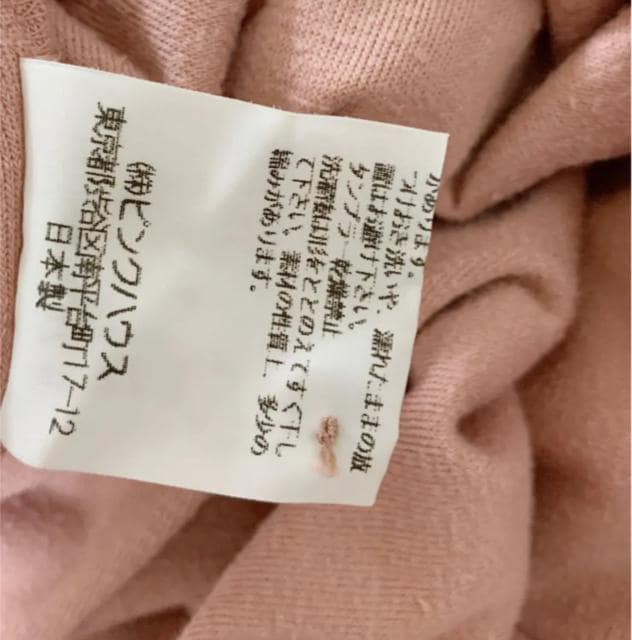 があります。
つけおき洗いや、濡れたままの放
置はお避け下さい。
タンブラー乾燥禁止
洗濯後は形をととのえてすぐ干し
て下さい。素材の性質上、多少の
縮みがあります。
㈱ピンクハウス
東京都渋谷区南平台町17-12
日本製